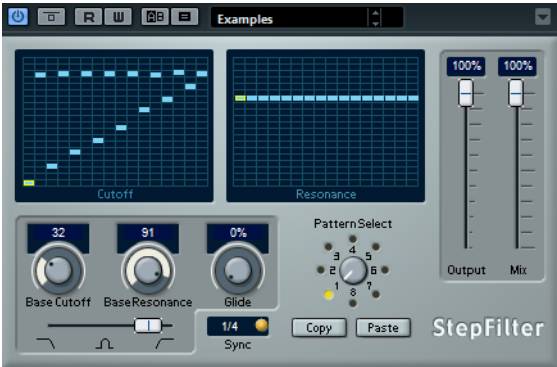 R W AB Examples
100% 100%
Cutoff Resonance
32 91 0%
Pattern Select
1 2 3 4 5 6 7 8
Base Cutoff Base Resonance Glide
Output Mix
1/4
Sync
Copy Paste
StepFilter